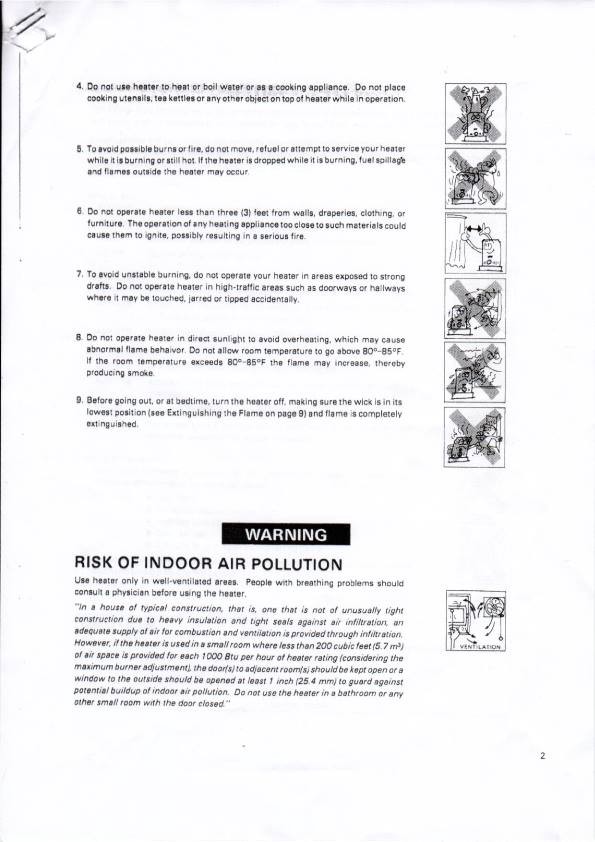 4. Do not use heater to heat or boil water or as a cooking appliance. Do not place
cooking utensils, tea kettles or any other object on top of heater while in operation.
5. To avoid possible burns or fire, do not move, refuel or attempt to service your heater
while it is burning or still hot. If the heater is dropped while it is burning, fuel spillage
and flames outside the heater may occur.
6. Do not operate heater less than three (3) feet from walls, draperies, clothing, or
furniture. The operation of any heating appliance too close to such materials could
cause them to ignite, possibly resulting in a serious fire.
7. To avoid unstable burning, do not operate your heater in areas exposed to strong
drafts. Do not operate heater in high-traffic areas such as doorways or hallways
where it may be touched, jarred or tipped accidentally.
8. Do not operate heater in direct sunlight to avoid overheating, which may cause
abnormal flame behaivor. Do not allow room temperature to go above 80°-85°F.
If the room temperature exceeds 80°-85°F the flame may increase, thereby
producing smoke.
9. Before going out, or at bedtime, turn the heater off, making sure the wick is in its
lowest position (see Extinguishing the Flame on page 9) and flame is completely
extinguished.
WARNING
RISK OF INDOOR AIR POLLUTION
Use heater only in well-ventilated areas. People with breathing problems should
consult a physician before using the heater.
"In a house of typical construction, that is, one that is not of unusually tight
construction due to heavy insulation and tight seals against air infiltration, an
adequate supply of air for combustion and ventilation is provided through infiltration.
However, if the heater is used in a small room where less than 200 cubic feet (5.7 m³)
of air space is provided for each 1000 Btu per hour of heater rating (considering the
maximum burner adjustment), the door(s) to adjacent room(s) should be kept open or a
window to the outside should be opened at least 1 inch (25.4 mm) to guard against
potential buildup of indoor air pollution. Do not use the heater in a bathroom or any
other small room with the door closed."
VENTILATION
2